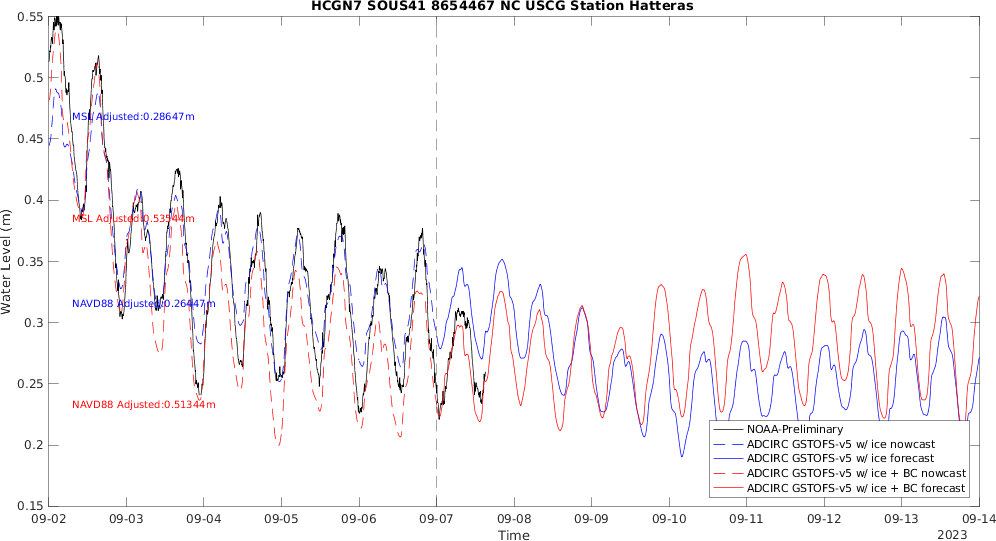 HCGN7 SOUS41 8654467 NC USCG Station Hatteras
0.55
0.5
0.45
0.4
0.35
0.3
0.25
0.2
0.15
Water Level (m)
MSL Adjusted:0.28647m
MSL Adjusted:0.53544m
NAVD88 Adjusted:0.26447m
NAVD88 Adjusted:0.51344m
NOAA-Preliminary
ADCIRC GSTOFS-v5 w/ ice nowcast
ADCIRC GSTOFS-v5 w/ ice forecast
ADCIRC GSTOFS-v5 w/ ice + BC nowcast
ADCIRC GSTOFS-v5 w/ ice + BC forecast
09-02 09-03 09-04 09-05 09-06 09-07 09-08 09-09 09-10 09-11 09-12 09-13 09-14
Time
2023